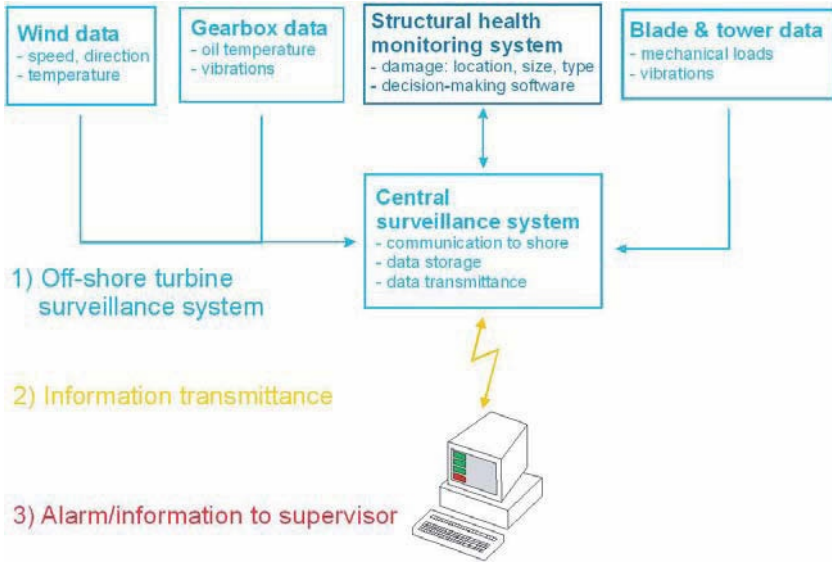 Wind data
- speed, direction
- temperature
Gearbox data
- oil temperature
- vibrations
Structural health
monitoring system
- damage: location, size, type
- decision-making software
Blade & tower data
- mechanical loads
- vibrations
Central
surveillance system
- communication to shore
- data storage
- data transmittance
1) Off-shore turbine
surveillance system
2) Information transmittance
3) Alarm/information to supervisor